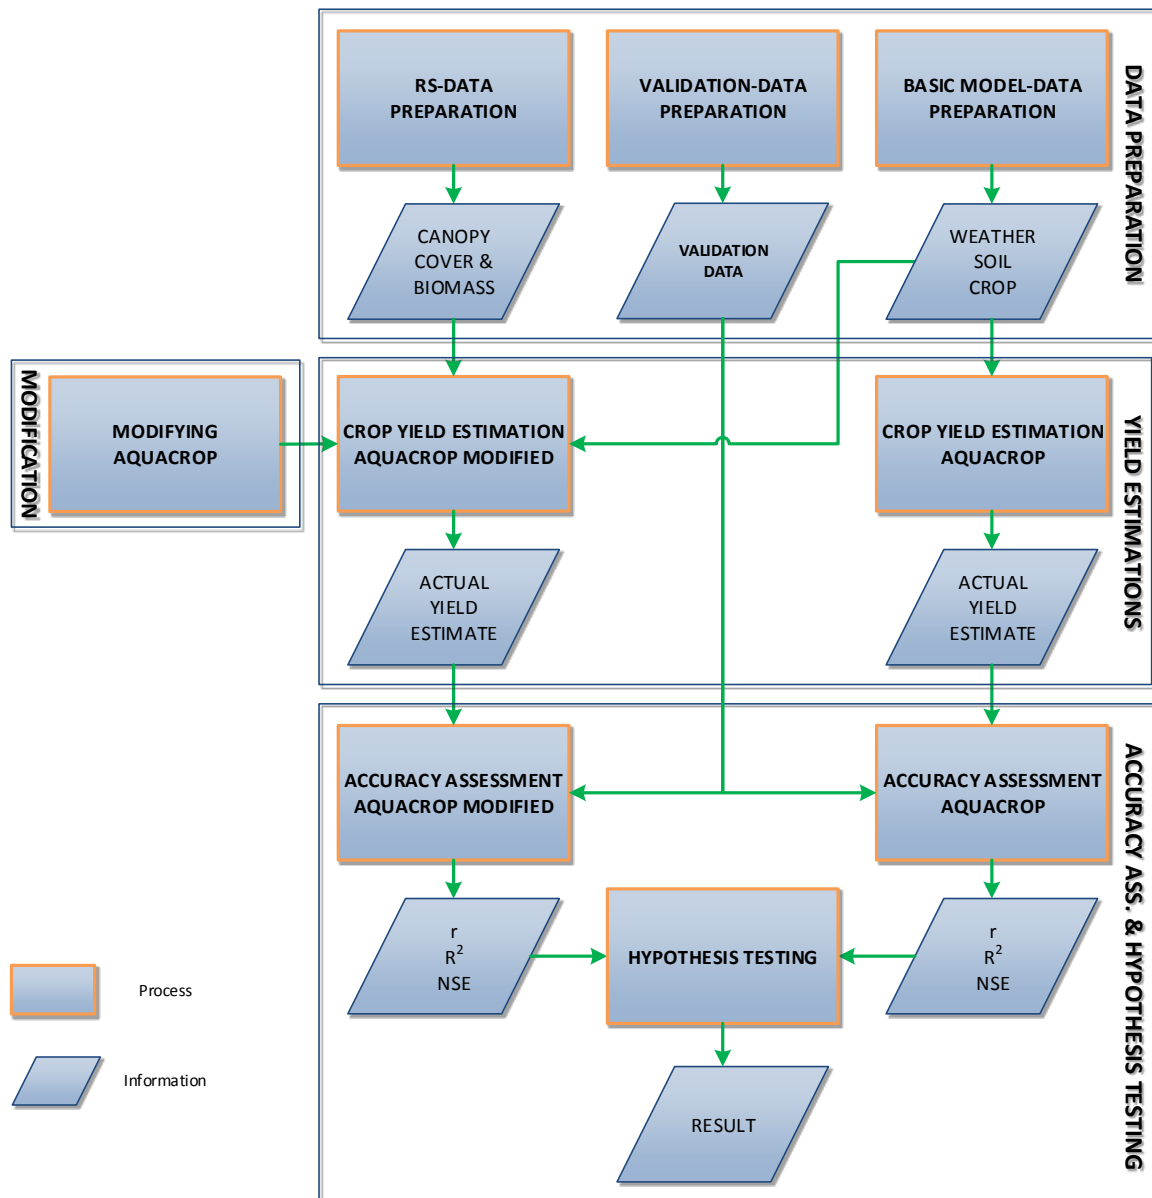 RS-DATA
PREPARATION
VALIDATION-DATA
PREPARATION
BASIC MODEL-DATA
PREPARATION
DATA PREPARATION
CANOPY
COVER &
BIOMASS
VALIDATION
DATA
WEATHER
SOIL
CROP
MODIFICATION
MODIFYING
AQUACROP
CROP YIELD ESTIMATION
AQUACROP MODIFIED
CROP YIELD ESTIMATION
AQUACROP
YIELD ESTIMATIONS
ACTUAL
YIELD
ESTIMATE
ACTUAL
YIELD
ESTIMATE
ACCURACY ASSESSMENT
AQUACROP MODIFIED
ACCURACY ASSESSMENT
AQUACROP
ACCURACY ASS. & HYPOTHESIS TESTING
r
R²
NSE
HYPOTHESIS TESTING
r
R²
NSE
RESULT
Process
Information